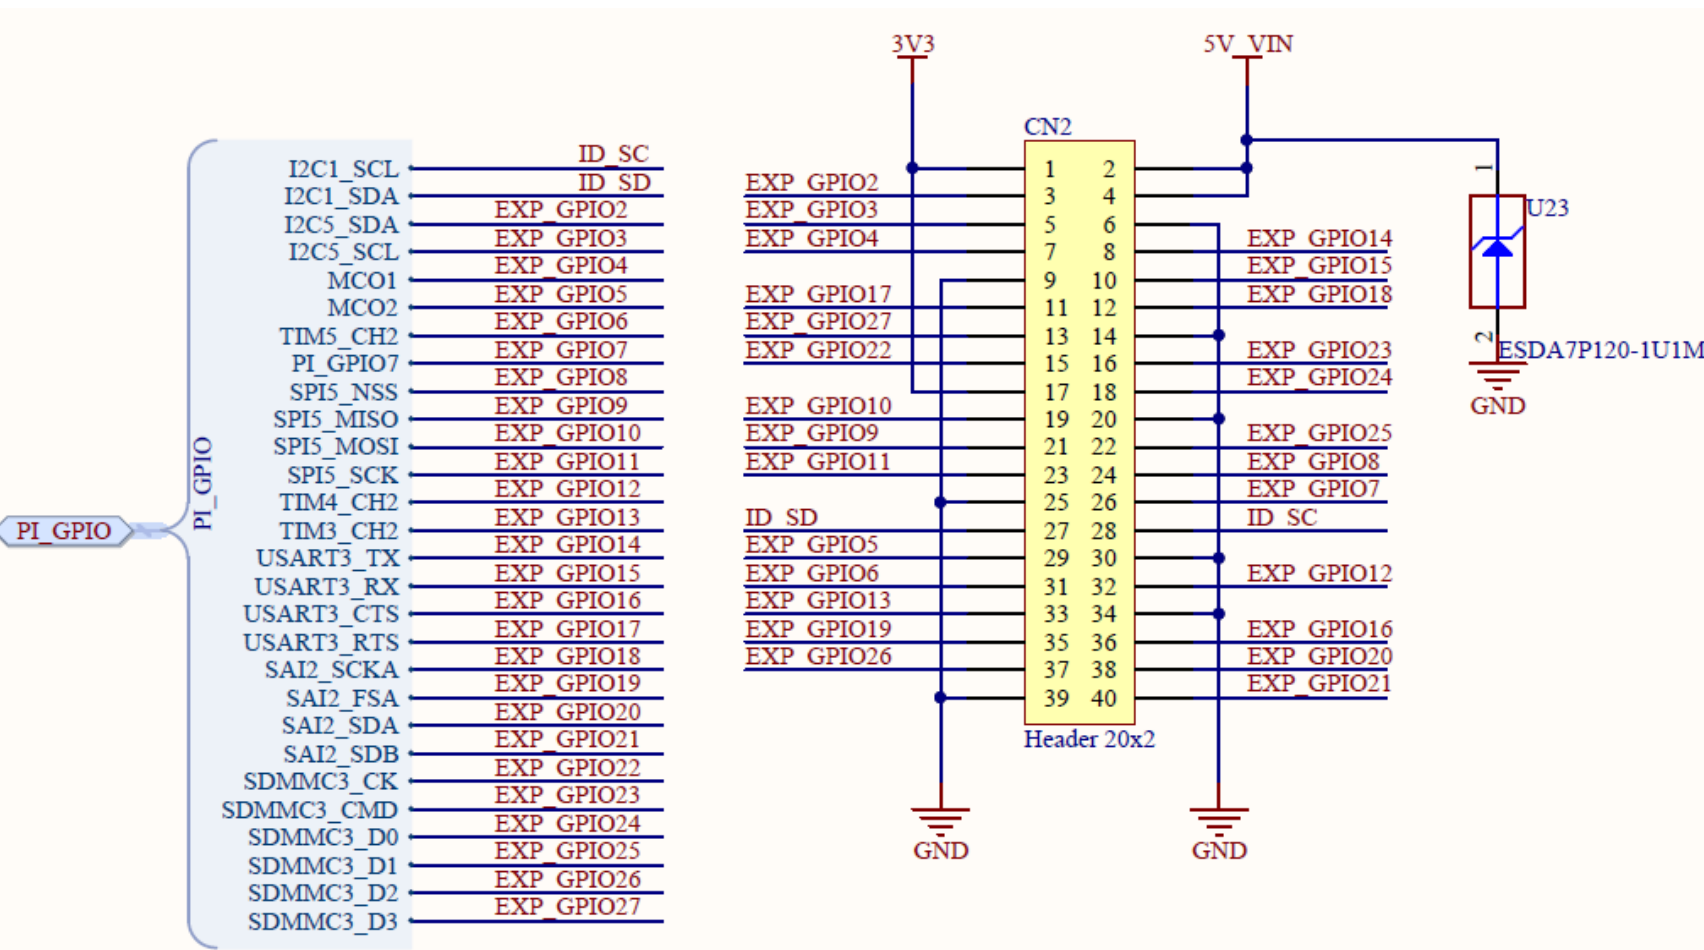 3V3
5V_VIN
CN2
I2C1_SCL ID_SC
I2C1_SDA ID_SD
I2C5_SDA EXP_GPIO2
I2C5_SCL EXP_GPIO3
MCO1 EXP_GPIO4
MCO2 EXP_GPIO5
TIM5_CH2 EXP_GPIO6
PI_GPIO7 EXP_GPIO7
SPI5_NSS EXP_GPIO8
SPI5_MISO EXP_GPIO9
SPI5_MOSI EXP_GPIO10
SPI5_SCK EXP_GPIO11
TIM4_CH2 EXP_GPIO12
TIM3_CH2 EXP_GPIO13
USART3_TX EXP_GPIO14
USART3_RX EXP_GPIO15
USART3_CTS EXP_GPIO16
USART3_RTS EXP_GPIO17
SAI2_SCKA EXP_GPIO18
SAI2_FSA EXP_GPIO19
SAI2_SDA EXP_GPIO20
SAI2_SDB EXP_GPIO21
SDMMC3_CK EXP_GPIO22
SDMMC3_CMD EXP_GPIO23
SDMMC3_D0 EXP_GPIO24
SDMMC3_D1 EXP_GPIO25
SDMMC3_D2 EXP_GPIO26
SDMMC3_D3 EXP_GPIO27
PI_GPIO
PI_GPIO
1 2
EXP_GPIO2 3 4
EXP_GPIO3 5 6
EXP_GPIO4 7 8 EXP_GPIO14
9 10 EXP_GPIO15
EXP_GPIO17 11 12 EXP_GPIO18
EXP_GPIO27 13 14
EXP_GPIO22 15 16 EXP_GPIO23
17 18 EXP_GPIO24
EXP_GPIO10 19 20
EXP_GPIO9 21 22 EXP_GPIO25
EXP_GPIO11 23 24 EXP_GPIO8
25 26 EXP_GPIO7
ID_SD 27 28 ID_SC
EXP_GPIO5 29 30
EXP_GPIO6 31 32 EXP_GPIO12
EXP_GPIO13 33 34
EXP_GPIO19 35 36 EXP_GPIO16
EXP_GPIO26 37 38 EXP_GPIO20
39 40 EXP_GPIO21
Header 20x2
GND
GND
1
U23
2
ESDA7P120-1U1M
GND